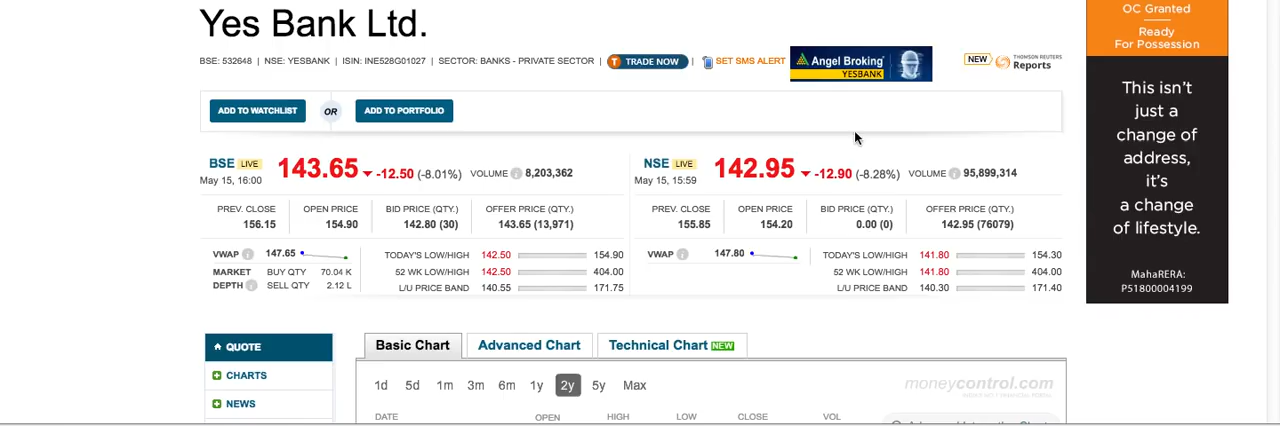 Yes Bank Ltd.
BSE: 532648 | NSE: YESBANK | ISIN: INE528G01027 | SECTOR: BANKS - PRIVATE SECTOR | T TRADE NOW | SET SMS ALERT
Angel Broking
YESBANK
NEW THOMSON REUTERS
Reports
ADD TO WATCHLIST OR ADD TO PORTFOLIO
BSE LIVE 143.65 -12.50 (-8.01%) VOLUME i 8,203,362
May 15, 16:00
PREV. CLOSE OPEN PRICE BID PRICE (QTY.) OFFER PRICE (QTY.)
156.15 154.90 142.80 (30) 143.65 (13,971)
VWAP i 147.65 TODAY'S LOW/HIGH 142.50 154.90
MARKET BUY QTY 70.04 K 52 WK LOW/HIGH 142.50 404.00
DEPTH i SELL QTY 2.12 L L/U PRICE BAND 140.55 171.75
NSE LIVE 142.95 -12.90 (-8.28%) VOLUME i 95,899,314
May 15, 15:59
PREV. CLOSE OPEN PRICE BID PRICE (QTY.) OFFER PRICE (QTY.)
155.85 154.20 0.00 (0) 142.95 (76079)
VWAP i 147.80 TODAY'S LOW/HIGH 141.80 154.30
52 WK LOW/HIGH 141.80 404.00
L/U PRICE BAND 140.30 171.40
OC Granted
Ready
For Possession
This isn't
just a
change of
address,
it's
a change
of lifestyle.
MahaRERA:
P51800004199
QUOTE
CHARTS
NEWS
Basic Chart Advanced Chart Technical Chart NEW
1d 5d 1m 3m 6m 1y 2y 5y Max
moneycontrol.com
DATE OPEN HIGH LOW CLOSE VOL